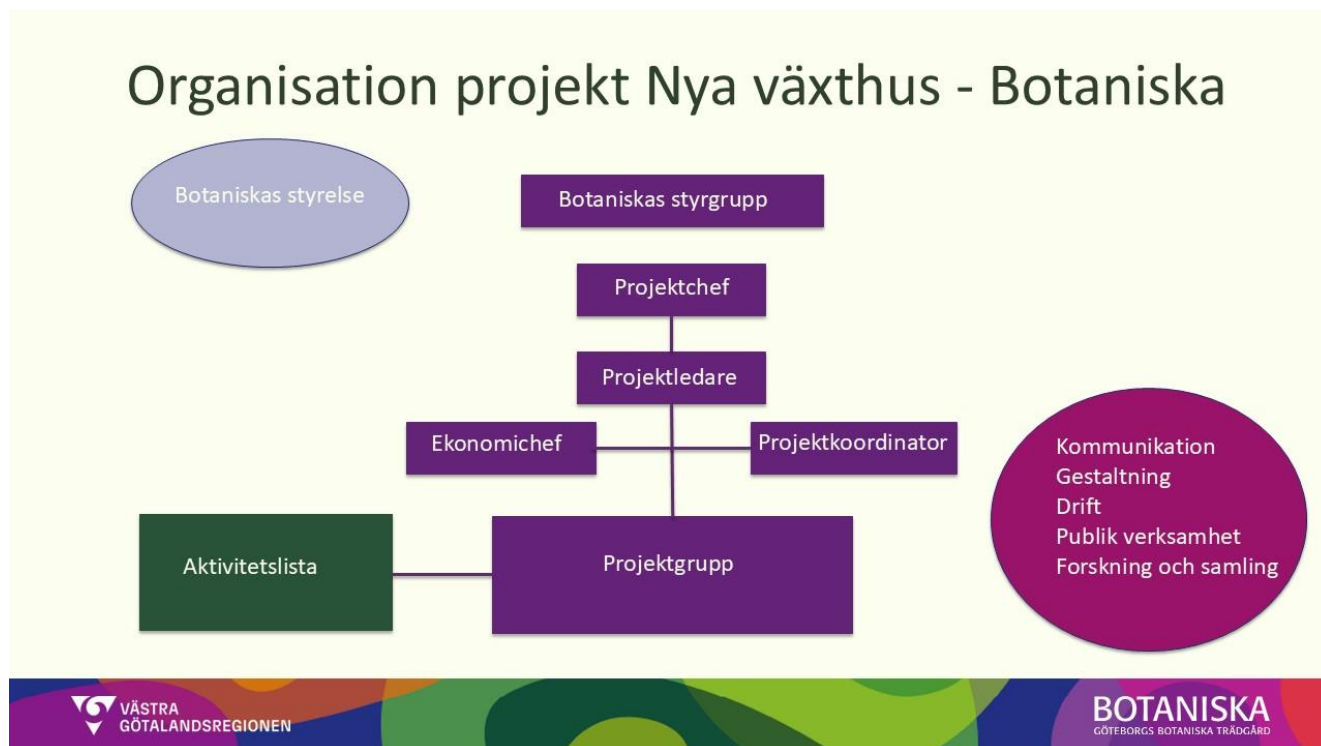 Organisation projekt Nya växthus - Botaniska
Botaniskas styrelse
Botaniskas styrgrupp
Projektchef
Projektledare
Ekonomichef
Projektkoordinator
Kommunikation
Gestaltning
Drift
Publik verksamhet
Forskning och samling
Aktivitetslista
Projektgrupp
VÄSTRA
GÖTALANDSREGIONEN
BOTANISKA
GÖTEBORGS BOTANISKA TRÄDGÅRD